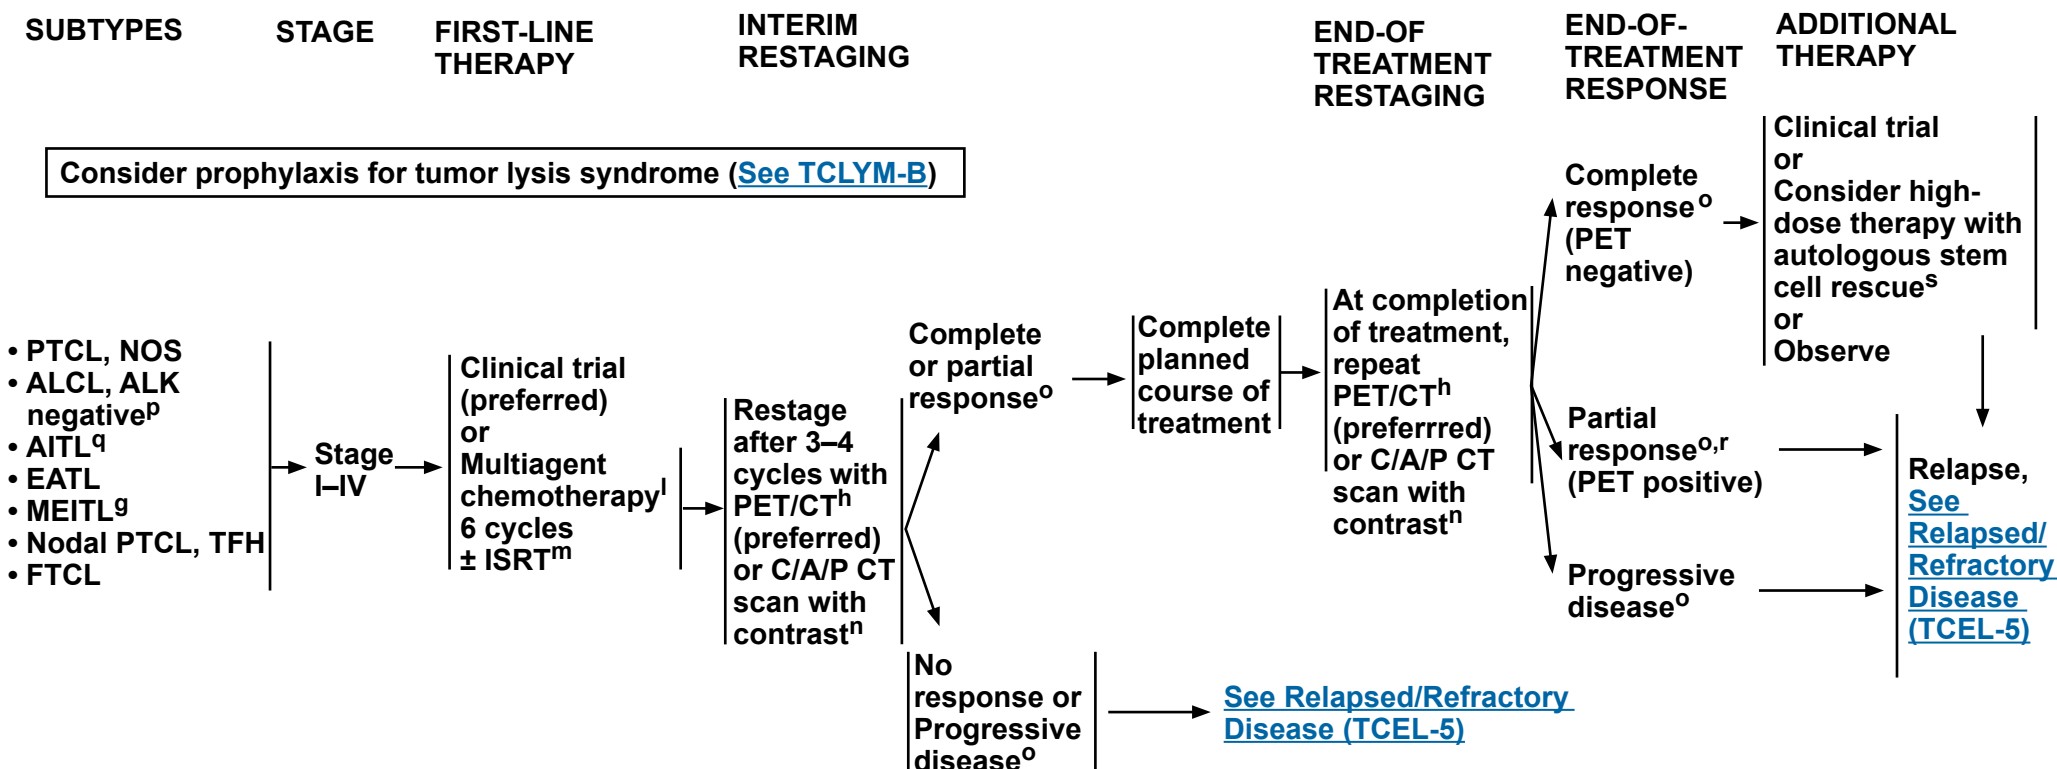 SUBTYPES
STAGE
FIRST-LINE
THERAPY
INTERIM
RESTAGING
END-OF
TREATMENT
RESTAGING
END-OF-
TREATMENT
RESPONSE
ADDITIONAL
THERAPY
Consider prophylaxis for tumor lysis syndrome (See TCLYM-B)
• PTCL, NOS
• ALCL, ALK
negativep
• AITLq
• EATL
• MEITLg
• Nodal PTCL, TFH
• FTCL
Stage
I–IV
Clinical trial
(preferred)
or
Multiagent
chemotherapyl
6 cycles
± ISRTm
Restage
after 3–4
cycles with
PET/CTh
(preferred)
or C/A/P CT
scan with
contrastn
Complete
or partial
responseo
Complete
planned
course of
treatment
At completion
of treatment,
repeat
PET/CTh
(preferrred)
or C/A/P CT
scan with
contrastn
Complete
responseo
(PET
negative)
Clinical trial
or
Consider high-
dose therapy with
autologous stem
cell rescues
or
Observe
Partial
responseo,r
(PET positive)
Progressive
diseaseo
Relapse,
See
Relapsed/
Refractory
Disease
(TCEL-5)
No
response or
Progressive
diseaseo
See Relapsed/Refractory
Disease (TCEL-5)